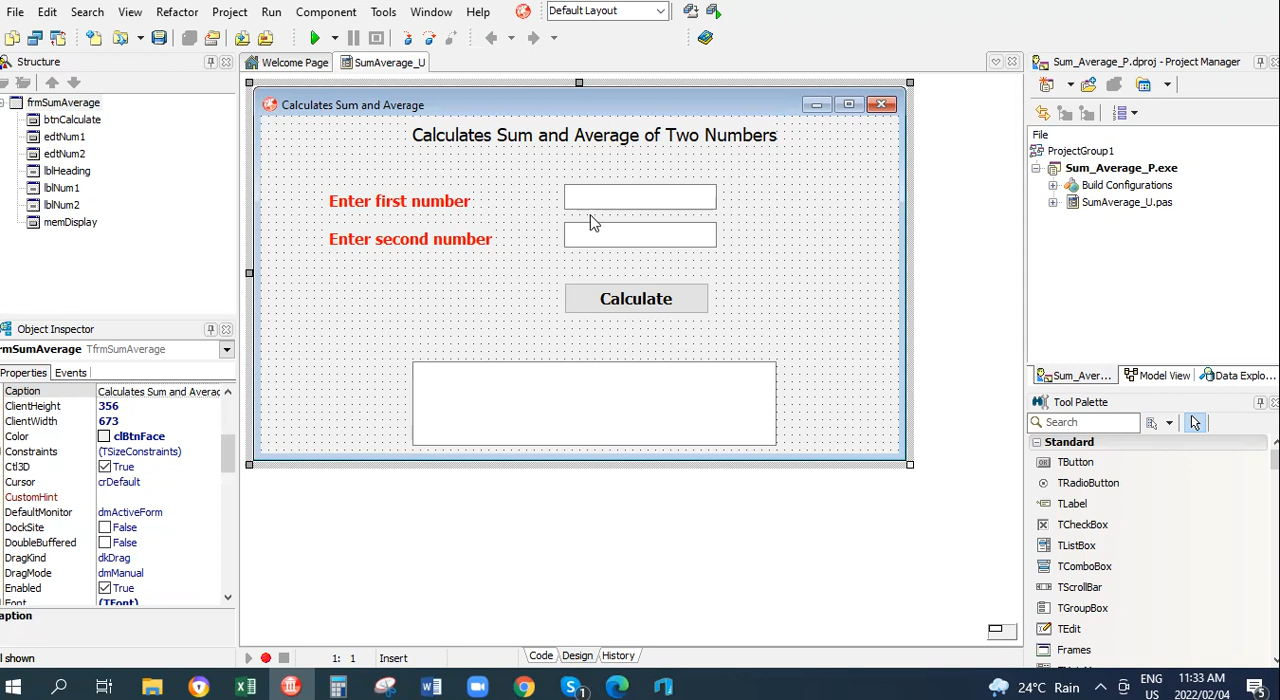 File Edit Search View Refactor Project Run Component Tools Window Help Default Layout
Structure
Welcome Page SumAverage_U
Sum_Average_P.dproj - Project Manager
frmSumAverage
btnCalculate
edtNum1
edtNum2
lblHeading
lblNum1
lblNum2
memDisplay
Calculates Sum and Average
Calculates Sum and Average of Two Numbers
Enter first number
Enter second number
Calculate
File
ProjectGroup1
Sum_Average_P.exe
Build Configurations
SumAverage_U.pas
Object Inspector
rmSumAverage TfrmSumAverage
Properties Events
Caption Calculates Sum and Averac
ClientHeight 356
ClientWidth 673
Color clBtnFace
Constraints (TSizeConstraints)
Ctl3D True
Cursor crDefault
CustomHint
DefaultMonitor dmActiveForm
DockSite False
DoubleBuffered False
DragKind dkDrag
DragMode dmManual
Enabled True
Font (TFont)
aption
l shown
Sum_Aver... Model View Data Explo...
Tool Palette
Search
Standard
TButton
TRadioButton
TLabel
TCheckBox
TListBox
TComboBox
TScrollBar
TGroupBox
TEdit
Frames
1: 1 Insert Code Design History
1
24°C Rain
ENG
US
11:33 AM
2022/02/04
5